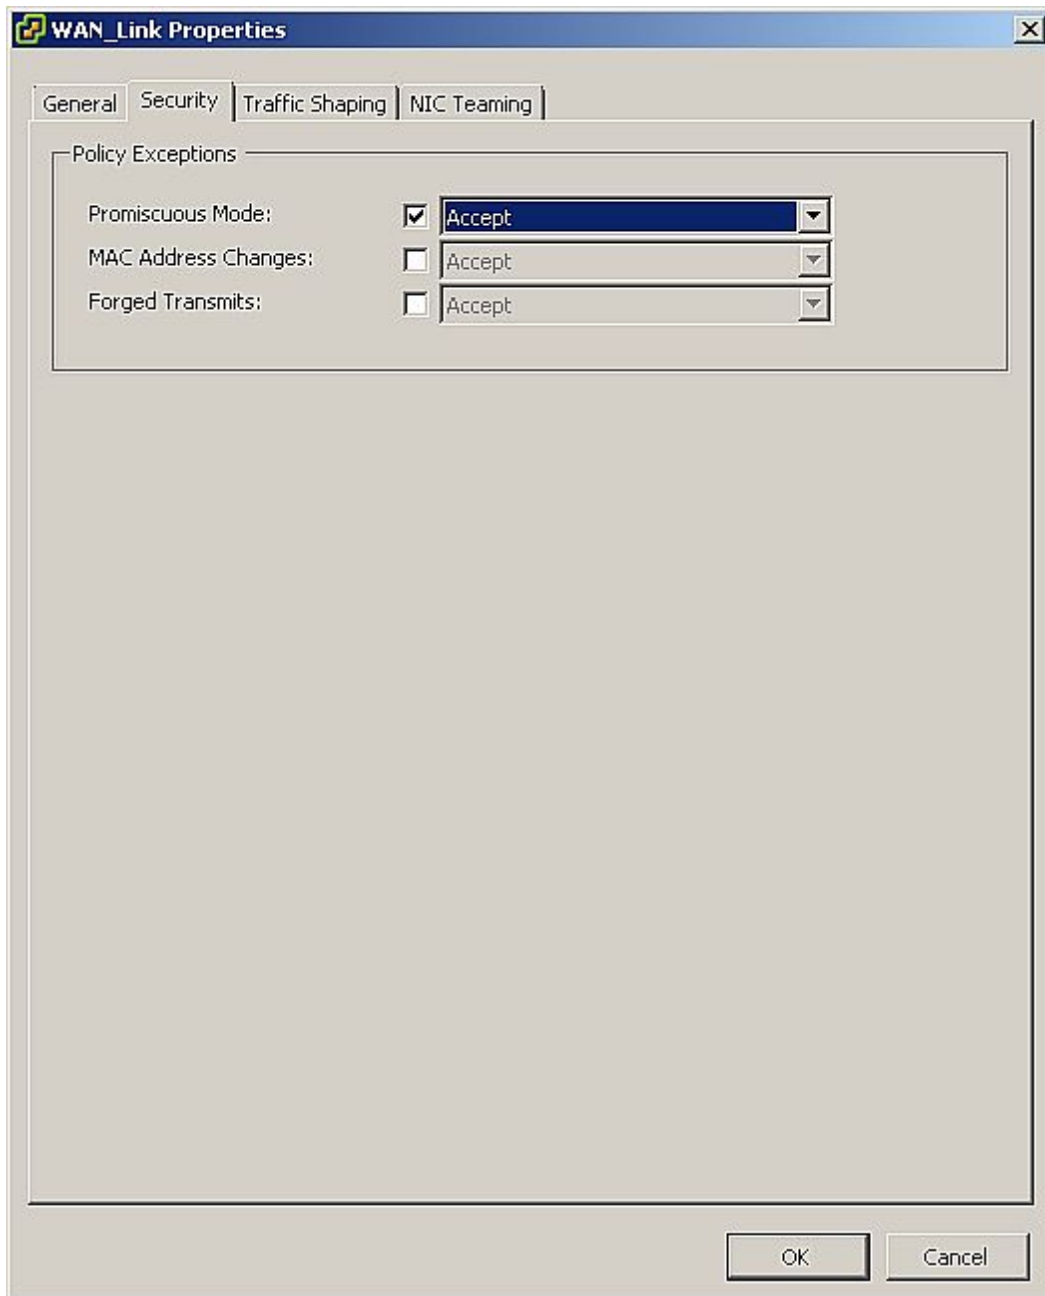 WAN_Link Properties
General Security Traffic Shaping NIC Teaming
Policy Exceptions
Promiscuous Mode: Accept
MAC Address Changes: Accept
Forged Transmits: Accept
OK Cancel